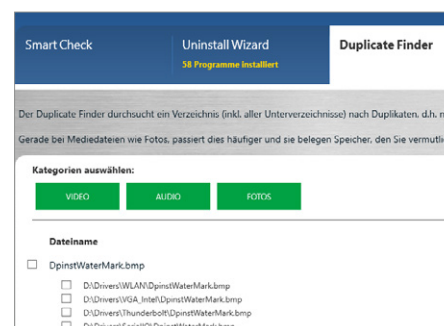 Smart Check
Uninstall Wizard
58 Programme installiert
Duplicate Finder
Der Duplicate Finder durchsucht ein Verzeichnis (inkl. aller Unterverzeichnisse) nach Duplikaten. d.h.
Gerade bei Mediedateien wie Fotos, passiert dies häufiger und sie belegen Speicher, den Sie
Kategorien auswählen:
VIDEO
AUDIO
FOTOS
Dateiname
DpinstWaterMark.bmp
D:\Drivers\WLAN\DpinstWaterMark.bmp
D:\Drivers\VGA_Intel\DpinstWaterMark.bmp
D:\Drivers\Thunderbolt\DpinstWaterMark.bmp